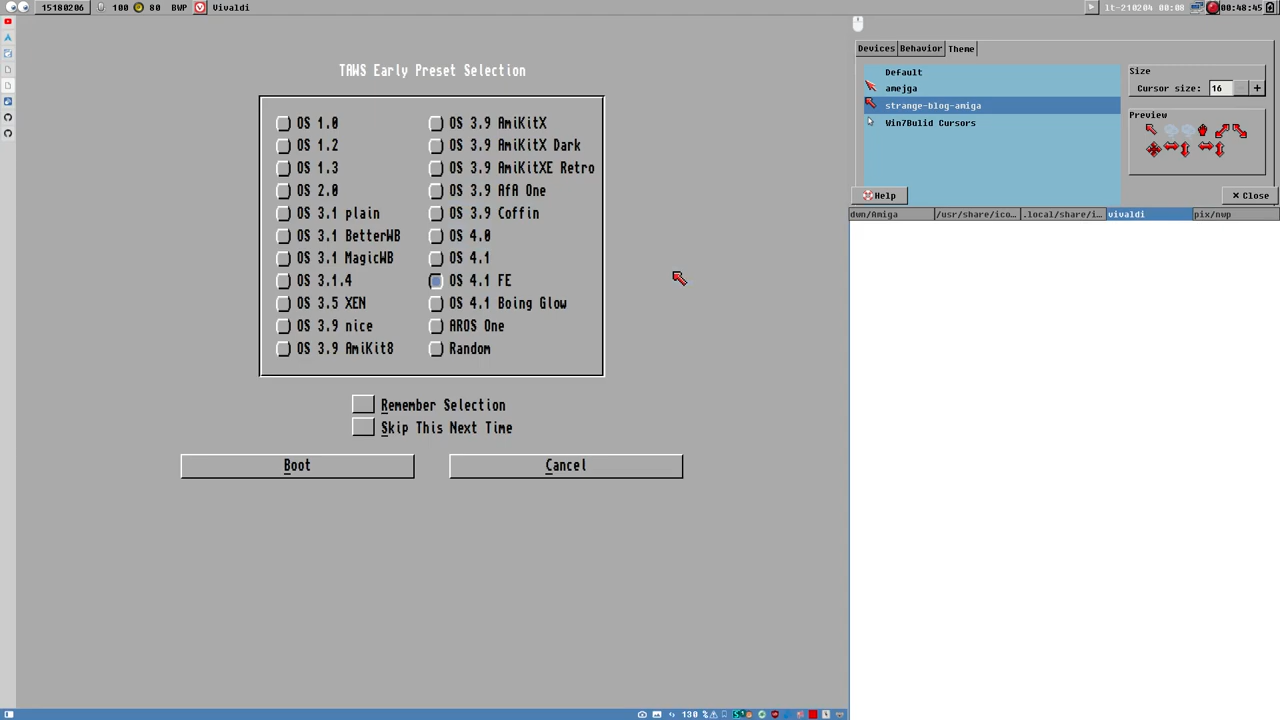 15180206 100 80 BWP Vivaldi
lt-210204 00:08 00:48:45
TAWS Early Preset Selection
OS 1.0
OS 1.2
OS 1.3
OS 2.0
OS 3.1 plain
OS 3.1 BetterWB
OS 3.1 MagicWB
OS 3.1.4
OS 3.5 XEN
OS 3.9 nice
OS 3.9 AmiKit8
OS 3.9 AmiKitX
OS 3.9 AmiKitX Dark
OS 3.9 AmiKitXE Retro
OS 3.9 AfA One
OS 3.9 Coffin
OS 4.0
OS 4.1
OS 4.1 FE
OS 4.1 Boing Glow
AROS One
Random
Remember Selection
Skip This Next Time
Boot
Cancel
Devices Behavior Theme
Default
amejga
strange-blog-amiga
Win7Bulid Cursors
Size
Cursor size: 16 +
Preview
Help
Close
dwn/Amiga /usr/share/ico... .local/share/i... vivaldi pix/nwp
130 %